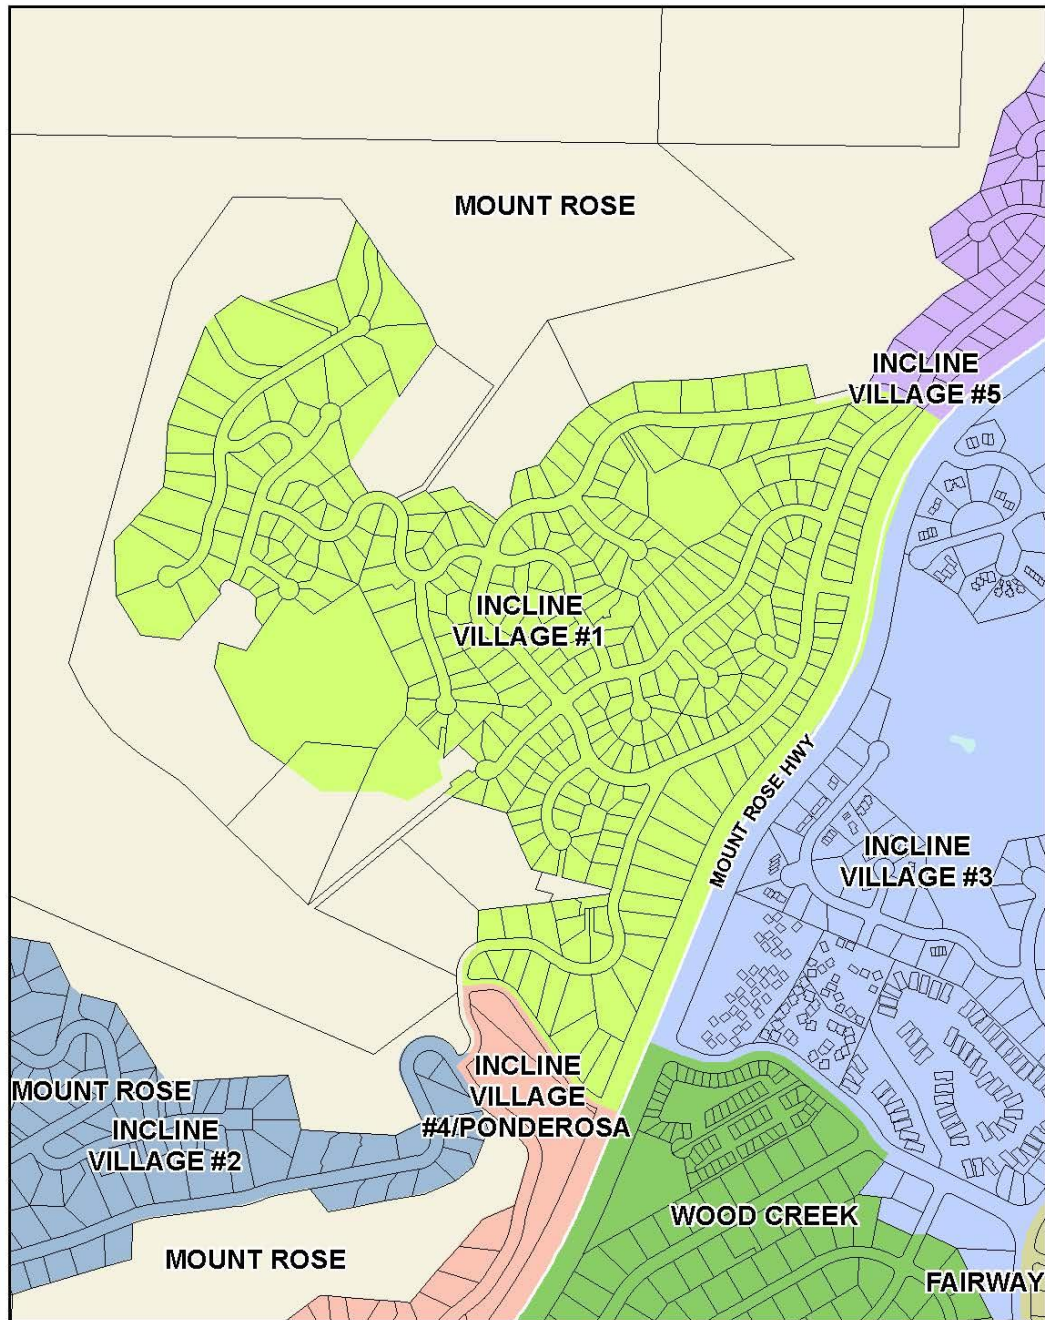 MOUNT ROSE
INCLINE
VILLAGE #5
INCLINE
VILLAGE #1
MOUNT ROSE HWY
INCLINE
VILLAGE #3
INCLINE
VILLAGE
#4/PONDEROSA
MOUNT ROSE
INCLINE
VILLAGE #2
WOOD CREEK
MOUNT ROSE
FAIRWAY